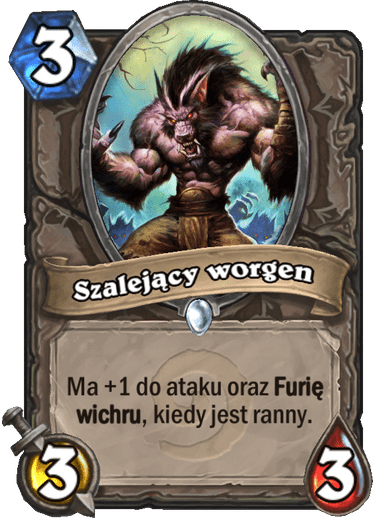 3
Szalejący worgen
Ma +1 do ataku oraz Furię
wichru, kiedy jest ranny.
3
3